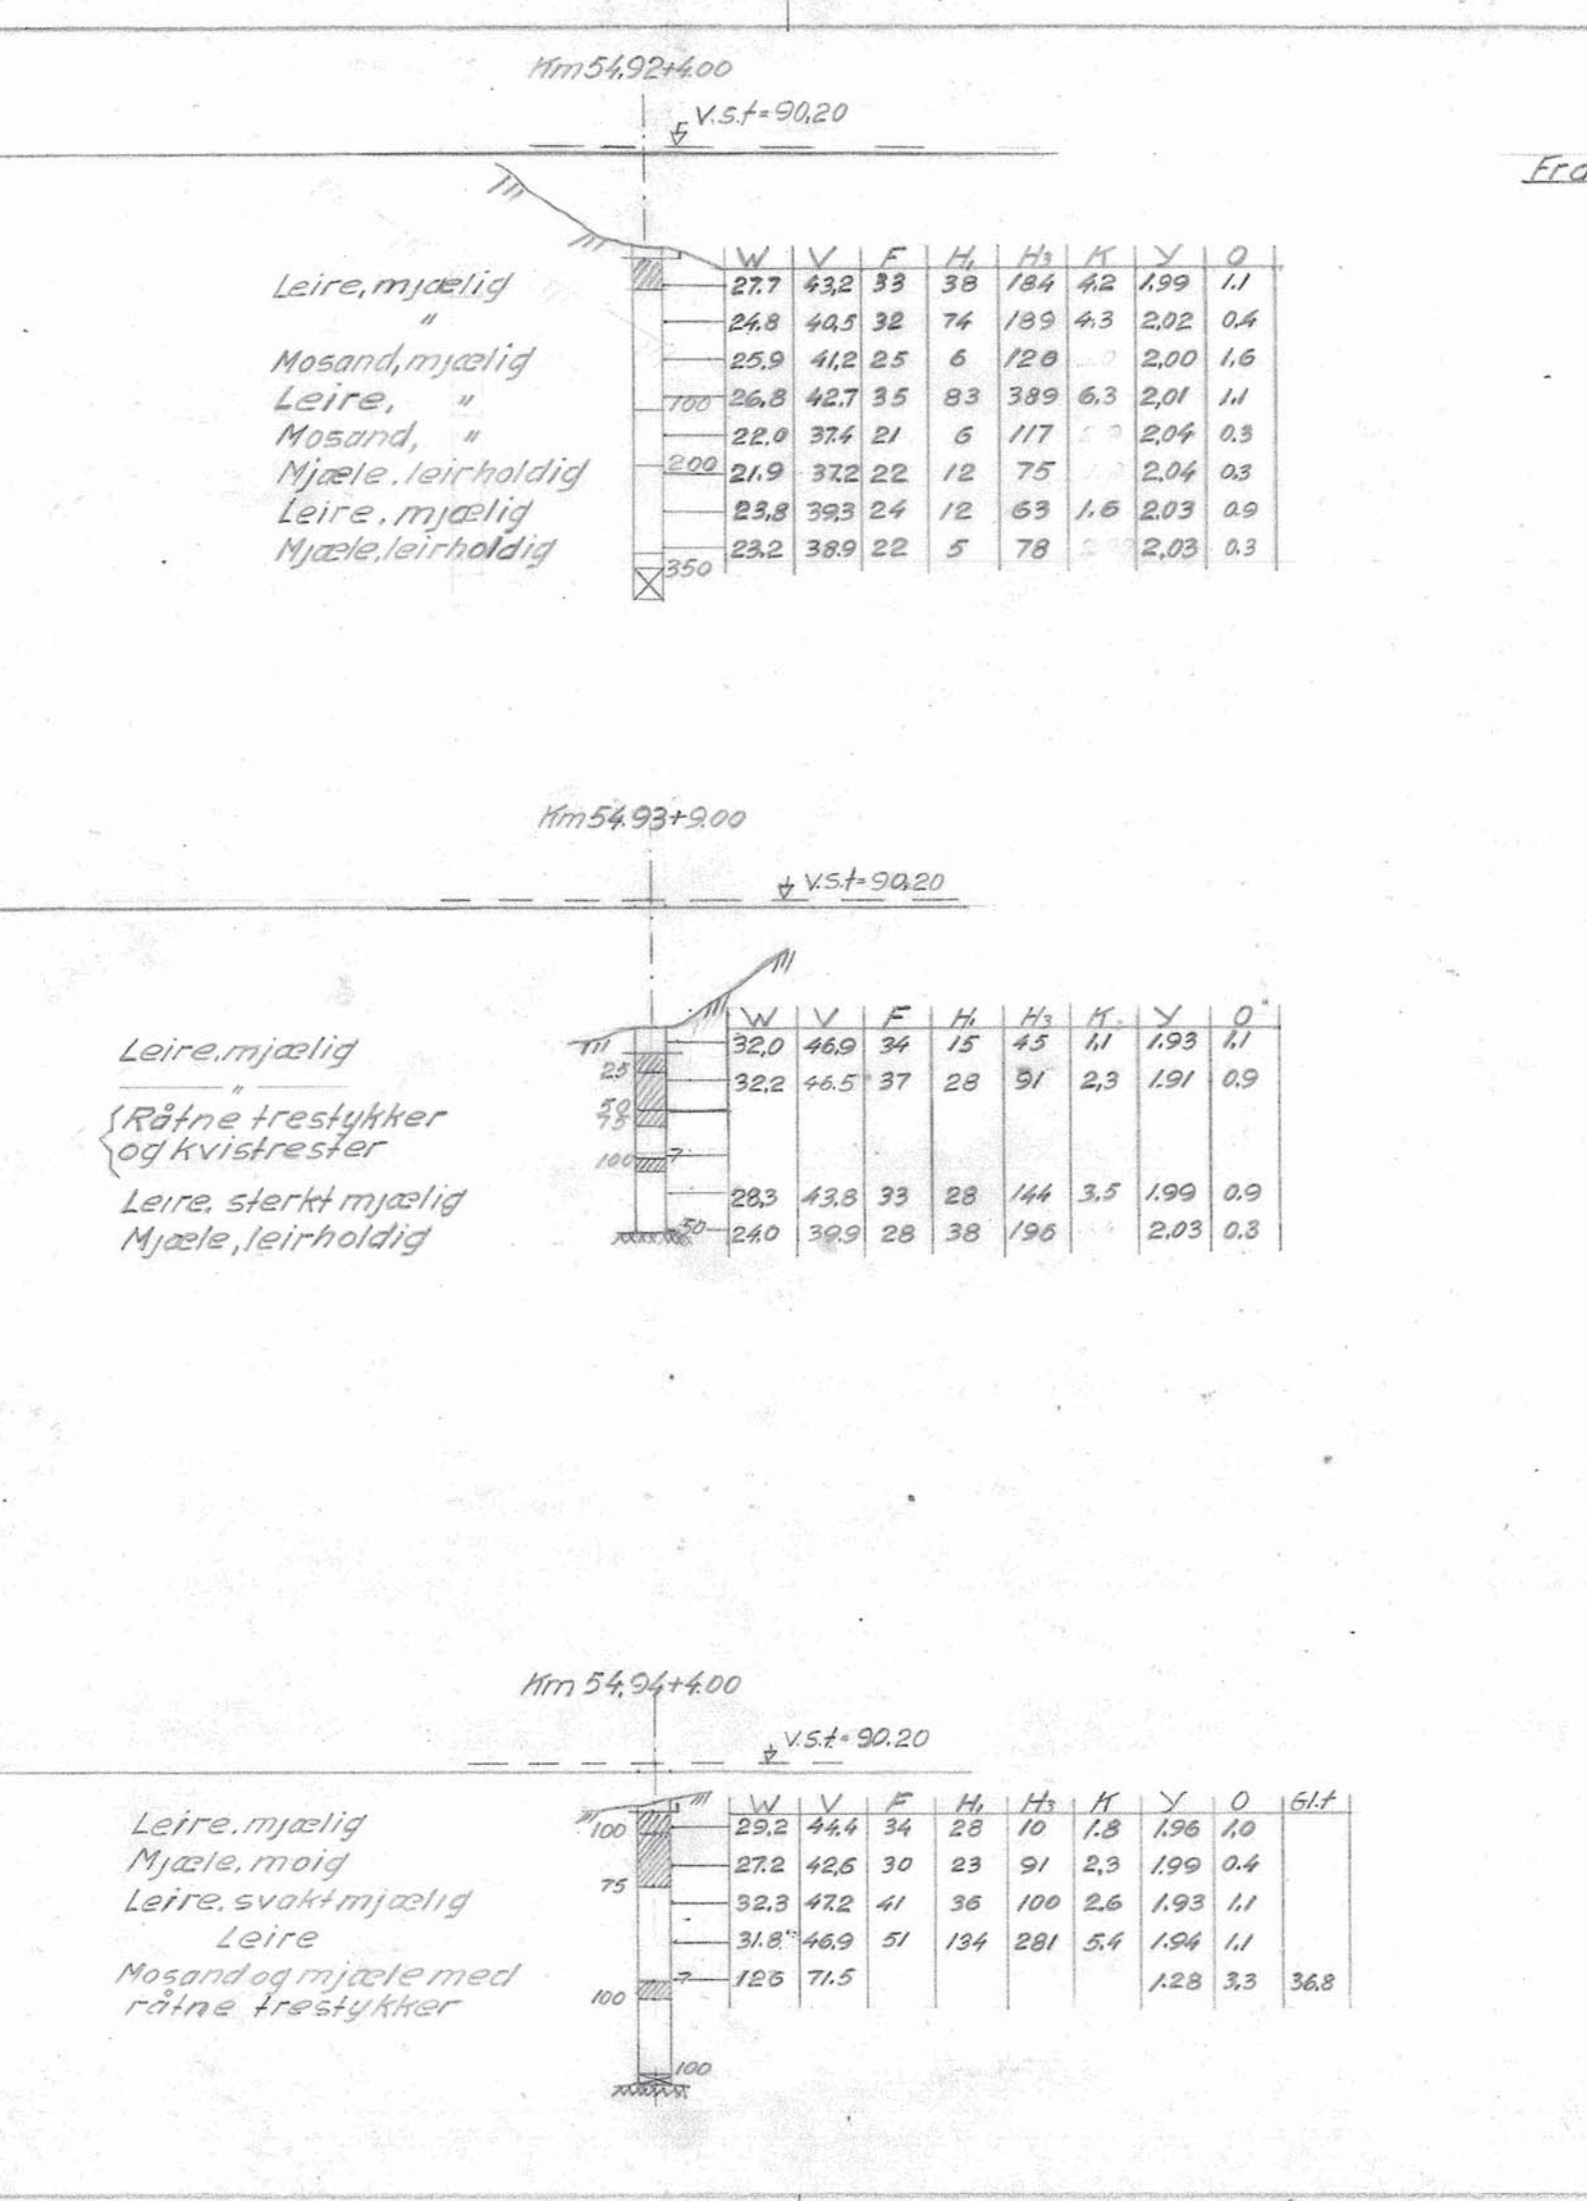 Km 54.92+4.00
V.s.t=90,20
Fra
W V F H₁ H₃ K γ O
Leire, mjælig 27.7 43,2 33 38 184 4.2 1.99 1.1
" 24.8 40,5 32 74 189 4.3 2,02 0.4
Mosand, mjælig 25.9 41,2 25 6 126 2,00 1,6
Leire, " 100 26,8 42.7 35 83 389 6,3 2,01 1,1
Mosand, " 22,0 37.4 21 6 117 2,04 0.3
Mjæle, leirholdig 200 21.9 37.2 22 12 75 2.04 0.3
Leire, mjælig 23,8 39.3 24 12 63 1.6 2.03 0.9
Mjæle, leirholdig 23.2 38.9 22 5 78 2,03 0.3
350
Km 54.93+9.00
V.s.t=90.20
W V F H₁ H₃ K γ O
Leire, mjælig 32,0 46.9 34 15 45 1,1 1.93 1,1
" 25 32,2 46.5 37 28 91 2,3 1.91 0.9
Råtne trestykker 50 75
og kvistrester 100
Leire, sterkt mjælig 28.3 43.8 33 28 144 3.5 1.99 0.9
Mjæle, leirholdig 50 24.0 39.9 28 38 196 2.03 0.3
Km 54.94+4.00
V.s.t=90.20
W V F H₁ H₃ K γ O Gl.t
Leire, mjælig 100 29,2 44.4 34 28 10 1.8 1.96 1,0
Mjæle, moig 27.2 42,6 30 23 91 2,3 1.99 0.4
75
Leire, svakt mjælig 32.3 47.2 41 36 100 2.6 1.93 1,1
Leire 31.8 46.9 51 134 281 5.4 1.94 1,1
Mosand og mjæle med 126 71.5 1.28 3,3 36.8
råtne trestykker 100
100